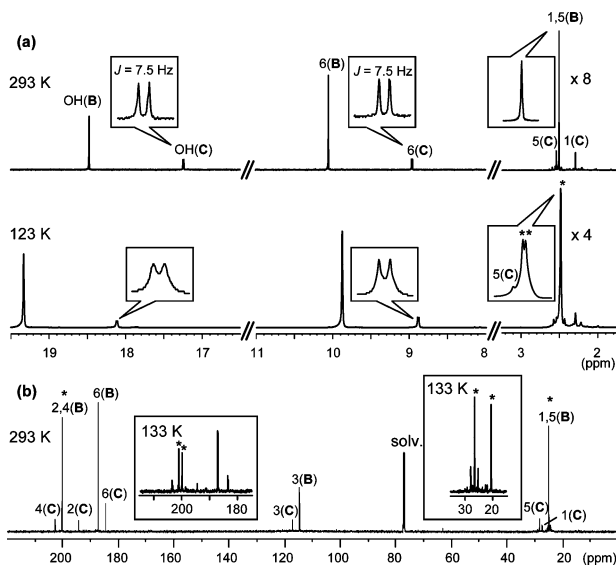 (a)
293 K
OH(B)
J = 7.5 Hz
OH(C)
6(B)
J = 7.5 Hz
6(C)
1,5(B)
x 8
5(C)
1(C)
123 K
*
**
5(C)
x 4
19 18 17 11 10 9 8 3 2
(ppm)
(b)
293 K
*
2,4(B)
6(B)
4(C)
2(C)
6(C)
133 K
* *
200 180
3(B)
3(C)
solv.
133 K
* *
30 20
*
1,5(B)
5(C)
1(C)
200 180 160 140 120 100 80 60 40 20
(ppm)